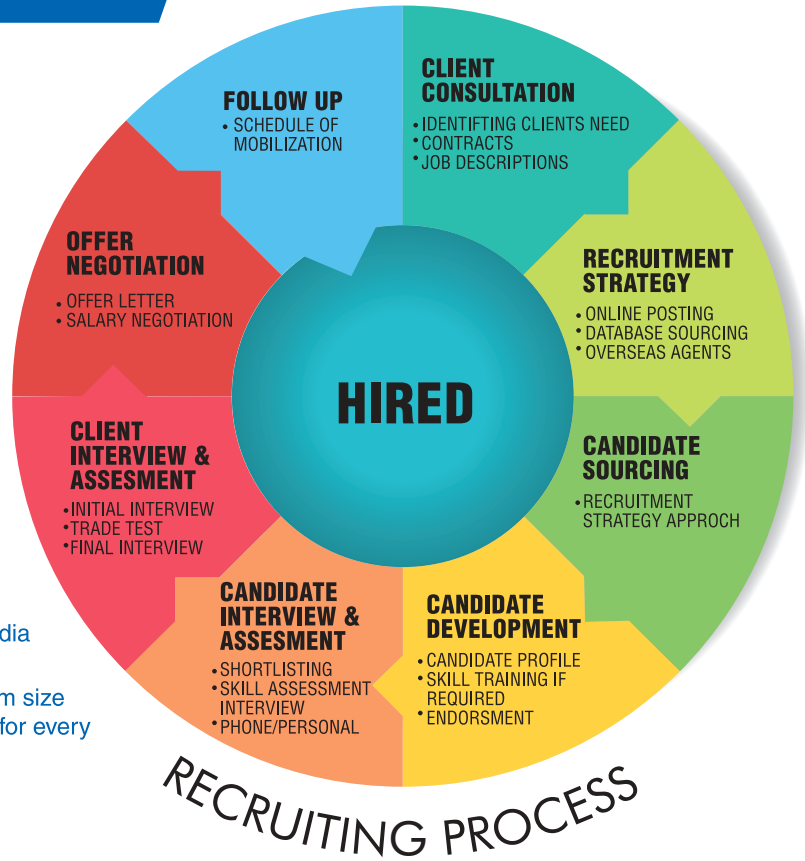 CLIENT
CONSULTATION
• IDENTIFTING CLIENTS NEED
• CONTRACTS
• JOB DESCRIPTIONS
RECRUITMENT
STRATEGY
• ONLINE POSTING
• DATABASE SOURCING
• OVERSEAS AGENTS
CANDIDATE
SOURCING
• RECRUITMENT
STRATEGY APPROCH
CANDIDATE
DEVELOPMENT
• CANDIDATE PROFILE
• SKILL TRAINING IF
REQUIRED
• ENDORSMENT
CANDIDATE
INTERVIEW &
ASSESMENT
• SHORTLISTING
• SKILL ASSESSMENT
INTERVIEW
• PHONE/PERSONAL
CLIENT
INTERVIEW &
ASSESMENT
• INITIAL INTERVIEW
• TRADE TEST
• FINAL INTERVIEW
OFFER
NEGOTIATION
• OFFER LETTER
• SALARY NEGOTIATION
FOLLOW UP
• SCHEDULE OF
MOBILIZATION
HIRED
dia
m size
for every
RECRUITING PROCESS